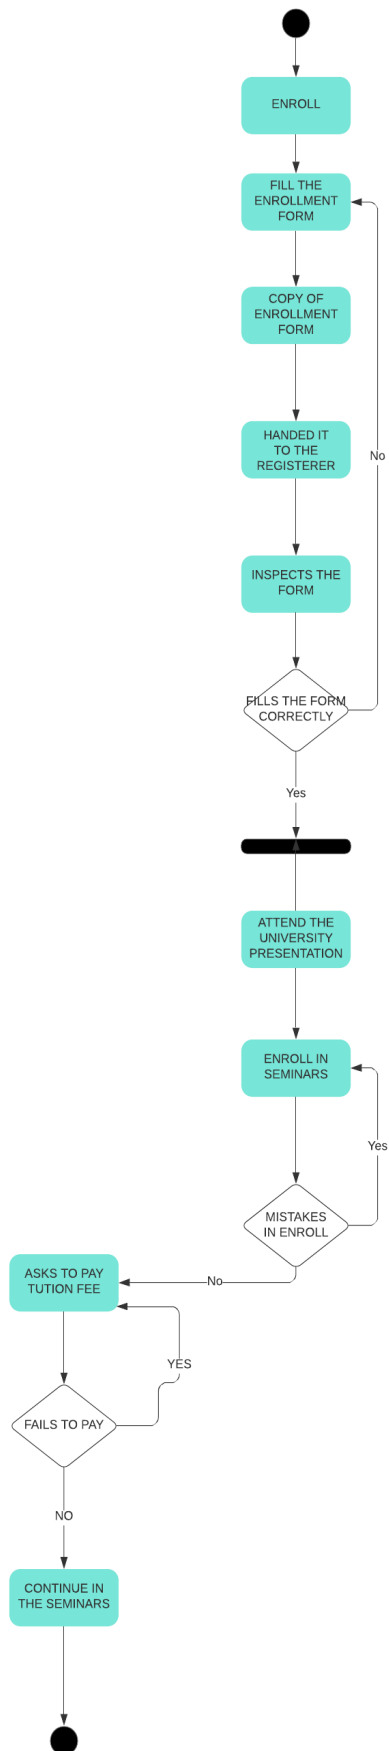 ENROLL
FILL THE
ENROLLMENT
FORM
COPY OF
ENROLLMENT
FORM
HANDED IT
TO THE
REGISTERER
No
INSPECTS THE
FORM
FILLS THE FORM
CORRECTLY
Yes
ATTEND THE
UNIVERSITY
PRESENTATION
ENROLL IN
SEMINARS
Yes
MISTAKES
IN ENROLL
No
ASKS TO PAY
TUTION FEE
YES
FAILS TO PAY
NO
CONTINUE IN
THE SEMINARS